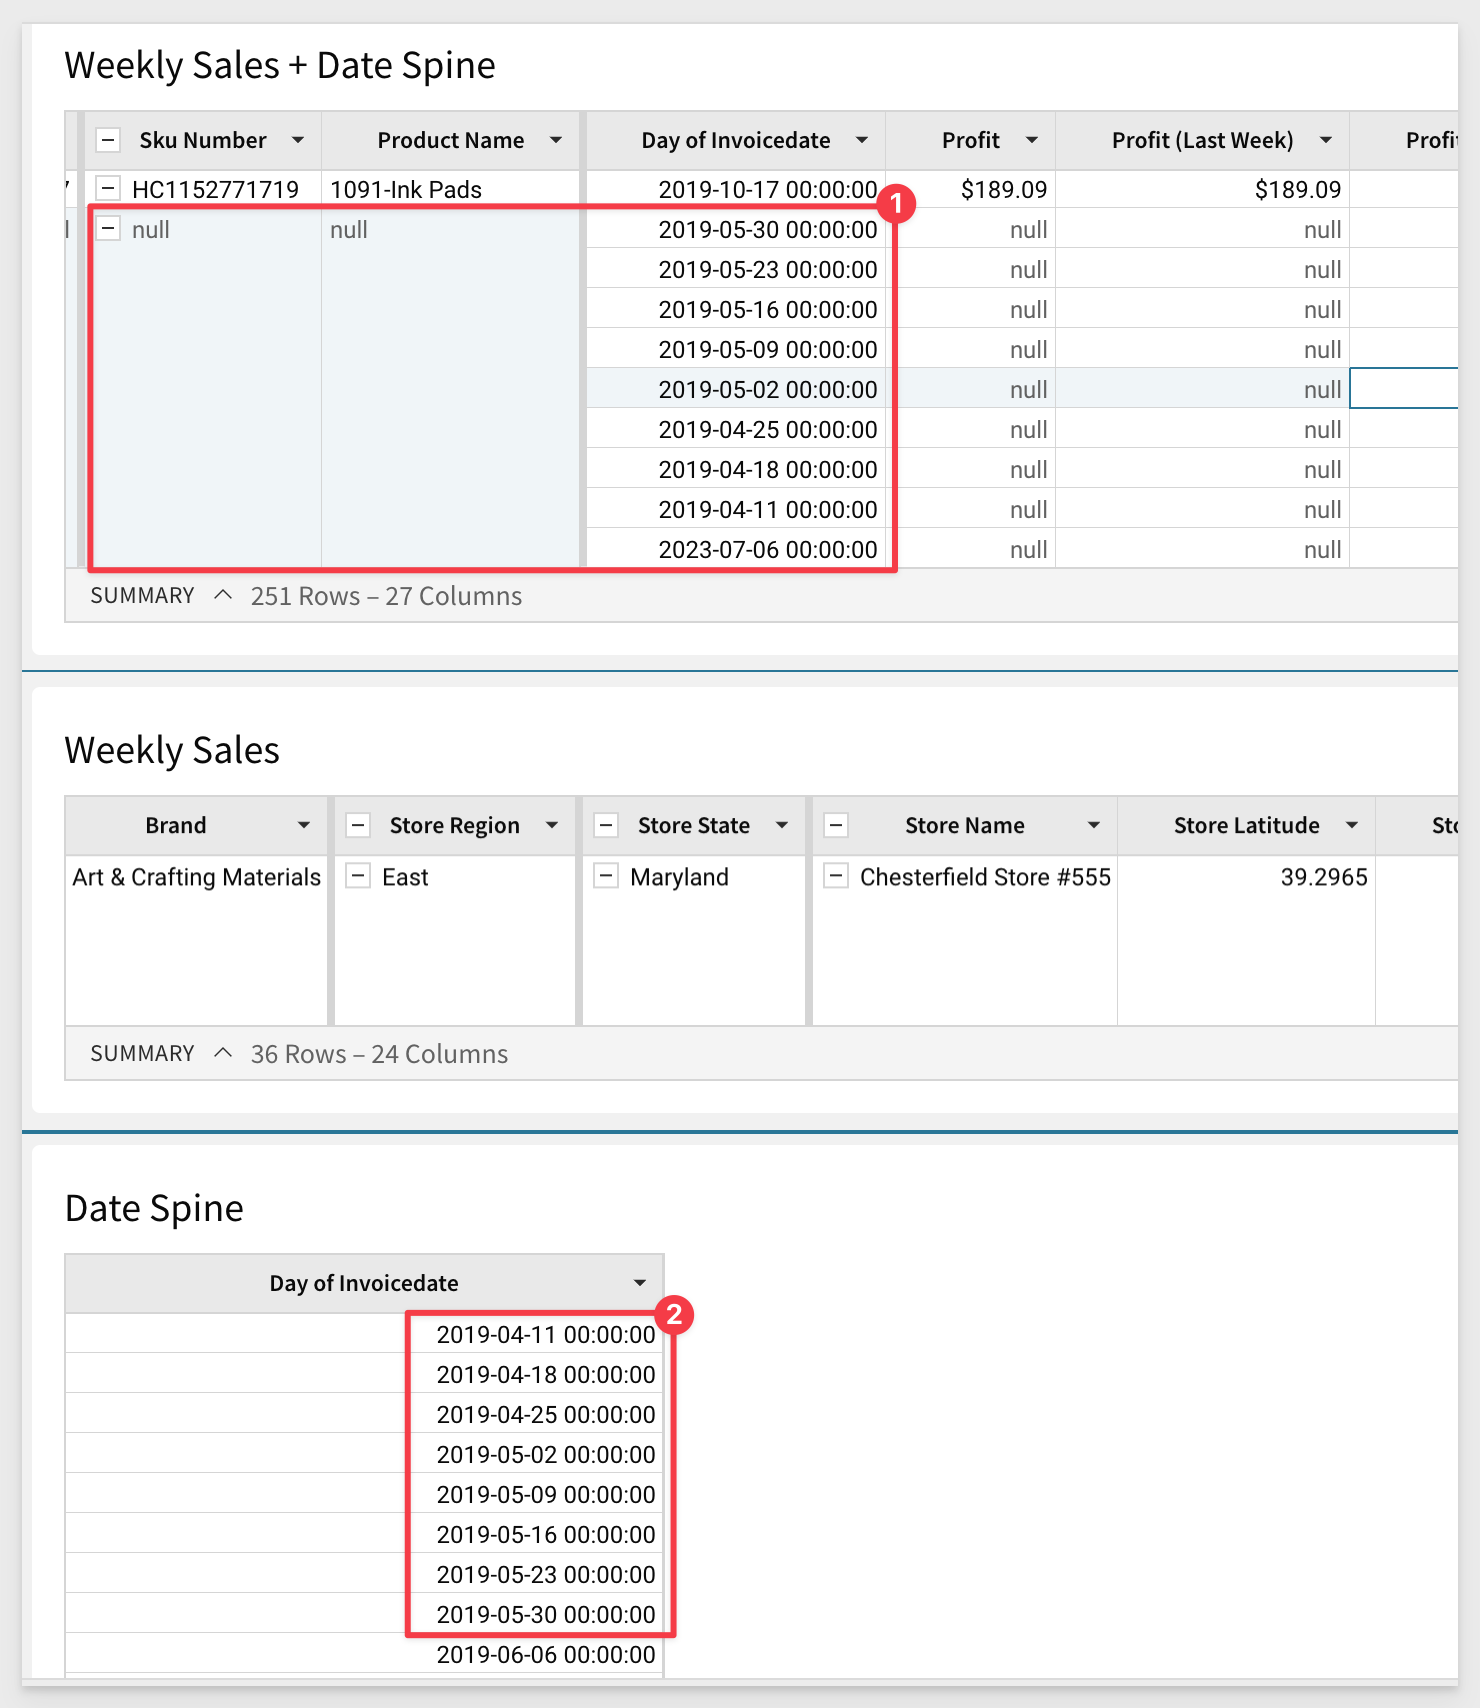 Weekly Sales + Date Spine
Sku Number Product Name Day of Invoicedate Profit Profit (Last Week)
HC1152771719 1091-Ink Pads 2019-10-17 00:00:00 $189.09 $189.09
1
null null 2019-05-30 00:00:00 null null
2019-05-23 00:00:00 null null
2019-05-16 00:00:00 null null
2019-05-09 00:00:00 null null
2019-05-02 00:00:00 null null
2019-04-25 00:00:00 null null
2019-04-18 00:00:00 null null
2019-04-11 00:00:00 null null
2023-07-06 00:00:00 null null
SUMMARY 251 Rows – 27 Columns
Weekly Sales
Brand Store Region Store State Store Name Store Latitude
Art & Crafting Materials East Maryland Chesterfield Store #555 39.2965
SUMMARY 36 Rows – 24 Columns
Date Spine
Day of Invoicedate
2
2019-04-11 00:00:00
2019-04-18 00:00:00
2019-04-25 00:00:00
2019-05-02 00:00:00
2019-05-09 00:00:00
2019-05-16 00:00:00
2019-05-23 00:00:00
2019-05-30 00:00:00
2019-06-06 00:00:00